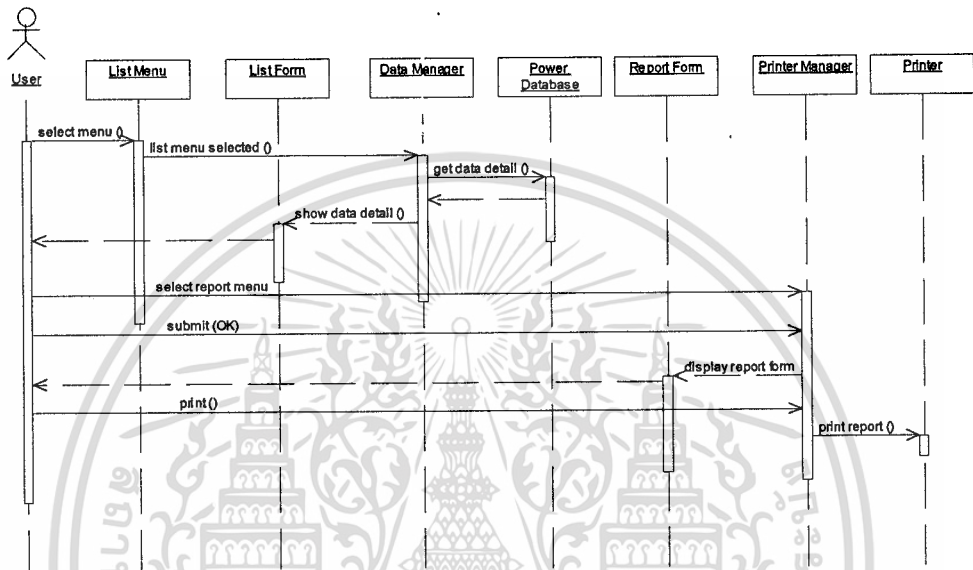 User
List Menu
List Form
Data Manager
Power
Database
Report Form
Printer Manager
Printer
select menu ()
list menu selected ()
get data detail ()
show data detail ()
select report menu
submit (OK)
display report form
print ()
print report ()